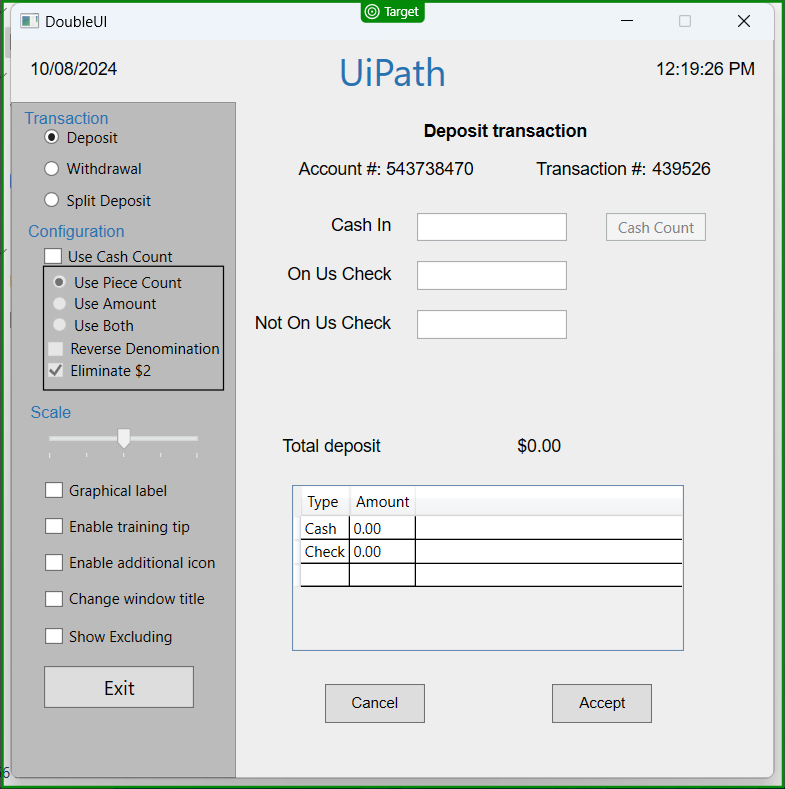 Target
DoubleUI
10/08/2024
UiPath
12:19:26 PM
Transaction
Deposit
Withdrawal
Split Deposit
Configuration
Use Cash Count
Use Piece Count
Use Amount
Use Both
Reverse Denomination
Eliminate $2
Scale
Graphical label
Enable training tip
Enable additional icon
Change window title
Show Excluding
Exit
Deposit transaction
Account #: 543738470 Transaction #: 439526
Cash In Cash Count
On Us Check
Not On Us Check
Total deposit $0.00
Type Amount
Cash 0.00
Check 0.00
Cancel Accept